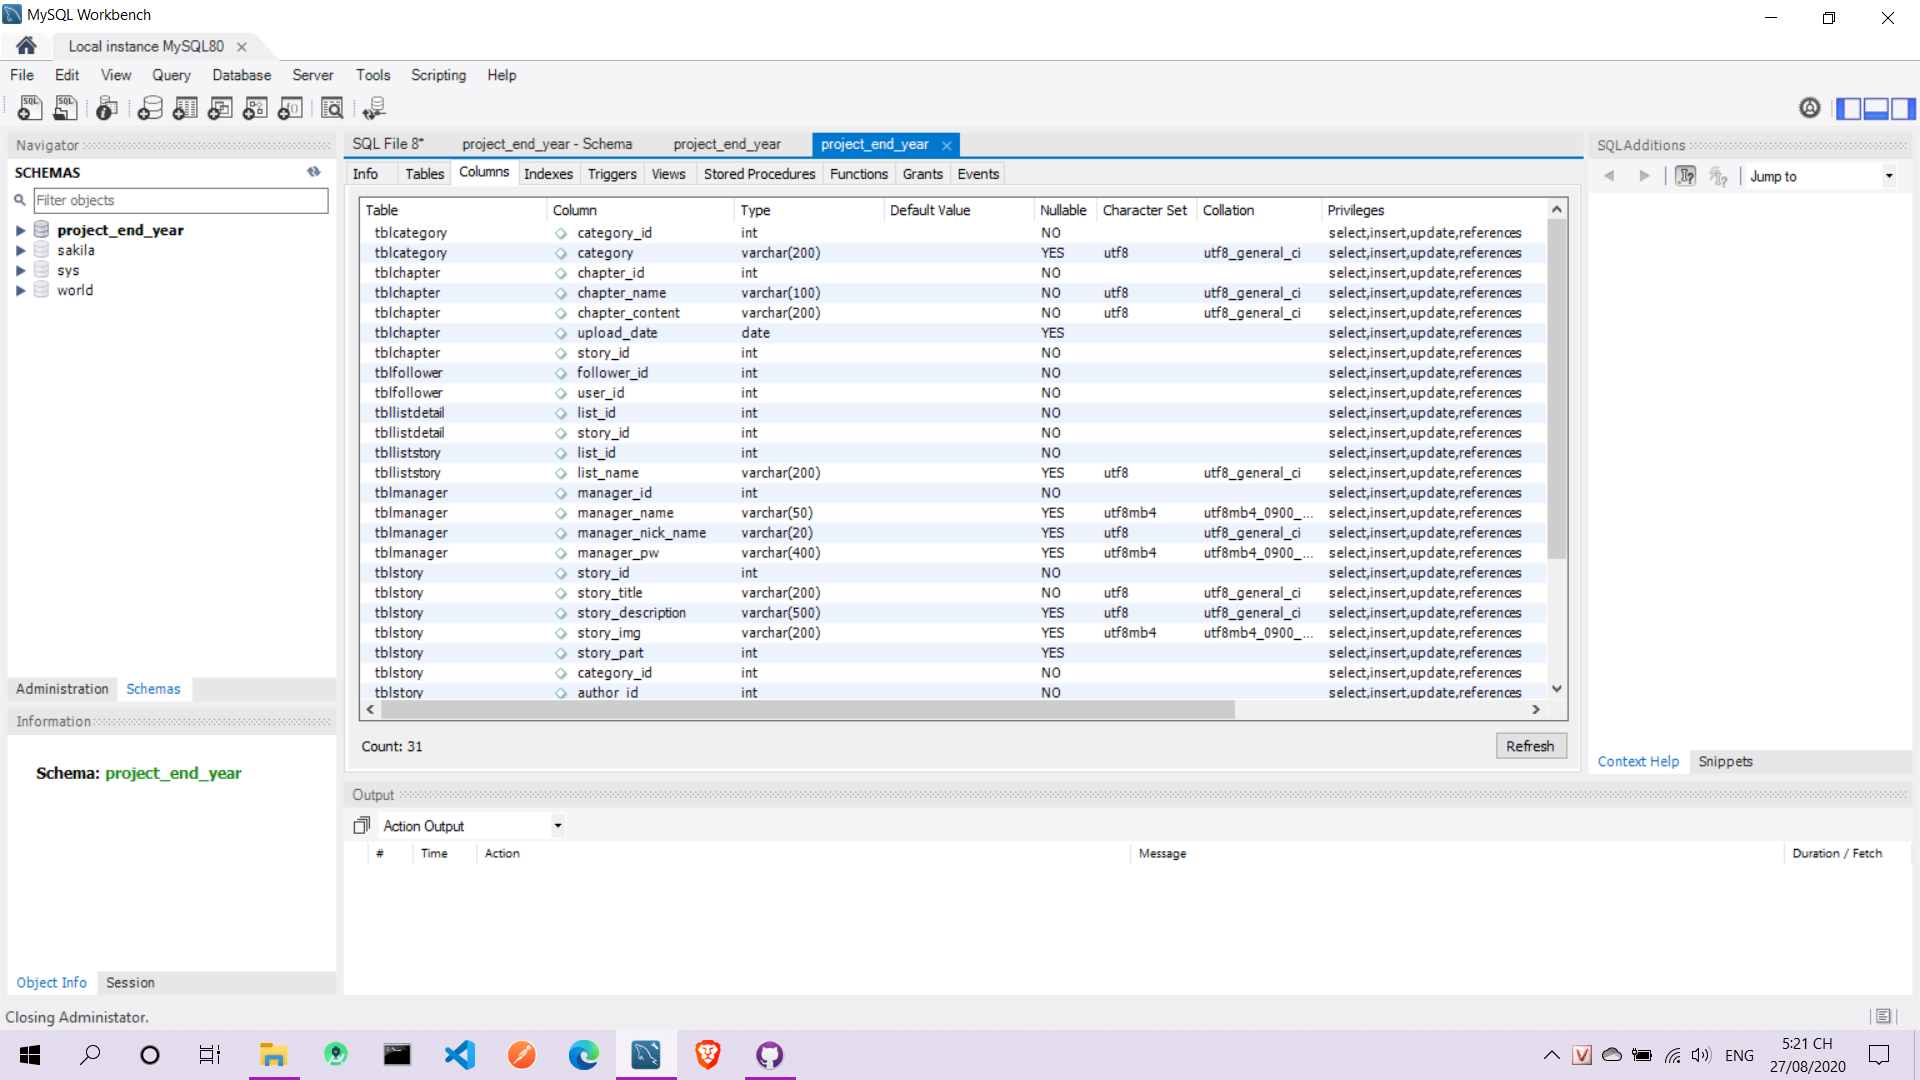 MySQL Workbench
Local instance MySQL80
File Edit View Query Database Server Tools Scripting Help
Navigator
SCHEMAS
Filter objects
project_end_year
sakila
sys
world
Administration Schemas
Information
Schema: project_end_year
Object Info Session
SQL File 8* project_end_year - Schema project_end_year project_end_year
Info Tables Columns Indexes Triggers Views Stored Procedures Functions Grants Events
Table Column Type Default Value Nullable Character Set Collation Privileges
tblcategory category_id int NO select,insert,update,references
tblcategory category varchar(200) YES utf8 utf8_general_ci select,insert,update,references
tblchapter chapter_id int NO select,insert,update,references
tblchapter chapter_name varchar(100) NO utf8 utf8_general_ci select,insert,update,references
tblchapter chapter_content varchar(200) NO utf8 utf8_general_ci select,insert,update,references
tblchapter upload_date date YES select,insert,update,references
tblchapter story_id int NO select,insert,update,references
tblfollower follower_id int NO select,insert,update,references
tblfollower user_id int NO select,insert,update,references
tbllistdetail list_id int NO select,insert,update,references
tbllistdetail story_id int NO select,insert,update,references
tblliststory list_id int NO select,insert,update,references
tblliststory list_name varchar(200) YES utf8 utf8_general_ci select,insert,update,references
tblmanager manager_id int NO select,insert,update,references
tblmanager manager_name varchar(50) YES utf8mb4 utf8mb4_0900_... select,insert,update,references
tblmanager manager_nick_name varchar(20) YES utf8 utf8_general_ci select,insert,update,references
tblmanager manager_pw varchar(400) YES utf8mb4 utf8mb4_0900_... select,insert,update,references
tblstory story_id int NO select,insert,update,references
tblstory story_title varchar(200) NO utf8 utf8_general_ci select,insert,update,references
tblstory story_description varchar(500) YES utf8 utf8_general_ci select,insert,update,references
tblstory story_img varchar(200) YES utf8mb4 utf8mb4_0900_... select,insert,update,references
tblstory story_part int YES select,insert,update,references
tblstory category_id int NO select,insert,update,references
tblstory author_id int NO select,insert,update,references
Count: 31
Refresh
Output
Action Output
# Time Action Message Duration / Fetch
SQLAdditions
Jump to
Context Help Snippets
Closing Administator.
ENG
5:21 CH
27/08/2020